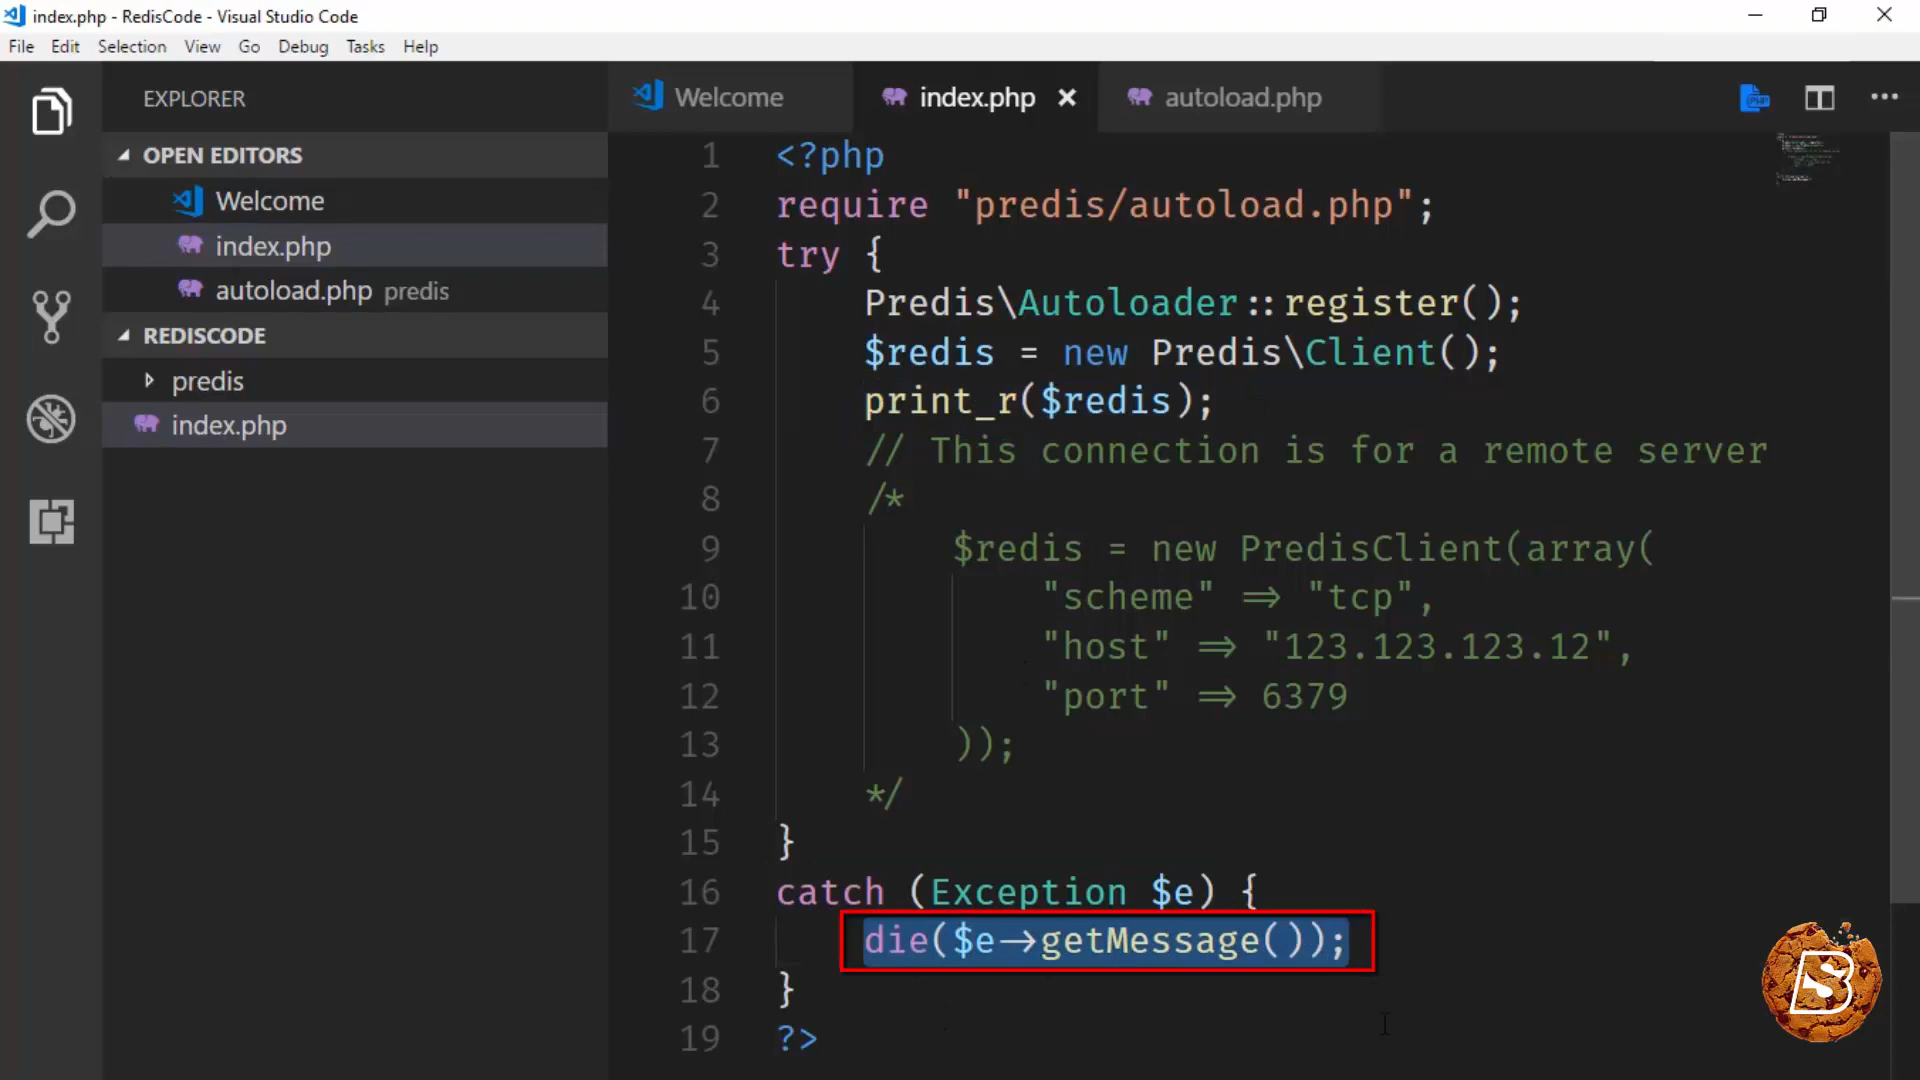 index.php - RedisCode - Visual Studio Code
File Edit Selection View Go Debug Tasks Help
EXPLORER
OPEN EDITORS
Welcome
index.php
autoload.php predis
REDISCODE
predis
index.php
Welcome index.php autoload.php
1 <?php
2 require "predis/autoload.php";
3 try {
4 Predis\Autoloader::register();
5 $redis = new Predis\Client();
6 print_r($redis);
7 // This connection is for a remote server
8 /*
9 $redis = new PredisClient(array(
10 "scheme" => "tcp",
11 "host" => "123.123.123.12",
12 "port" => 6379
13 ));
14 */
15 }
16 catch (Exception $e) {
17 die($e->getMessage());
18 }
19 ?>